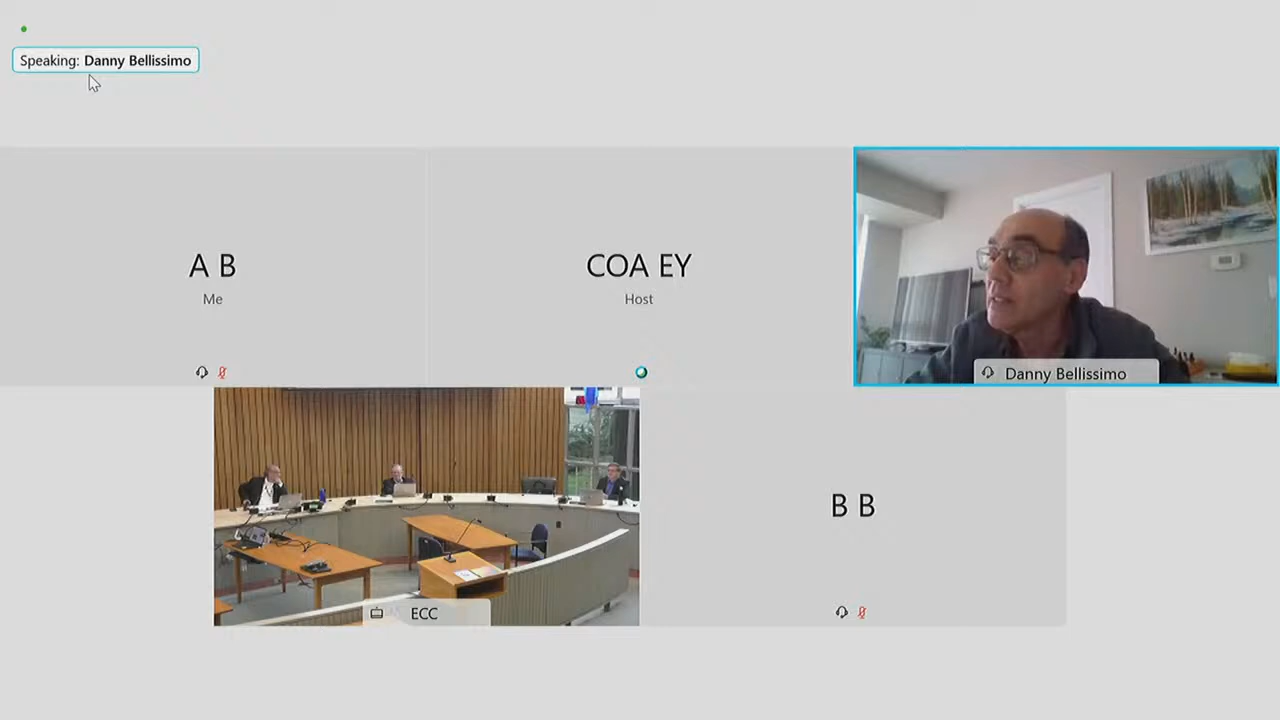 Speaking: Danny Bellissimo
A B
Me
COA EY
Host
Danny Bellissimo
ECC
B B